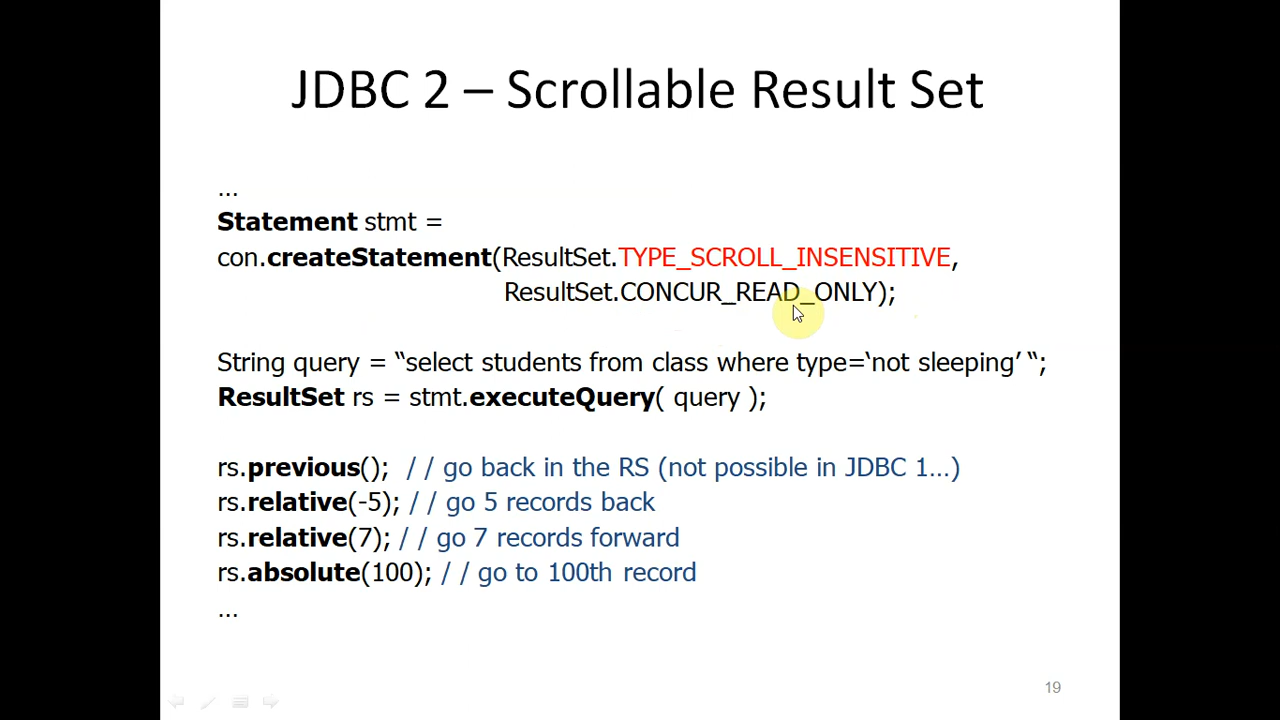 JDBC 2 – Scrollable Result Set
…
Statement stmt =
con.createStatement(ResultSet.TYPE_SCROLL_INSENSITIVE,
ResultSet.CONCUR_READ_ONLY);
String query = “select students from class where type=‘not sleeping’ “;
ResultSet rs = stmt.executeQuery( query );
rs.previous(); / / go back in the RS (not possible in JDBC 1…)
rs.relative(-5); / / go 5 records back
rs.relative(7); / / go 7 records forward
rs.absolute(100); / / go to 100th record
…
19